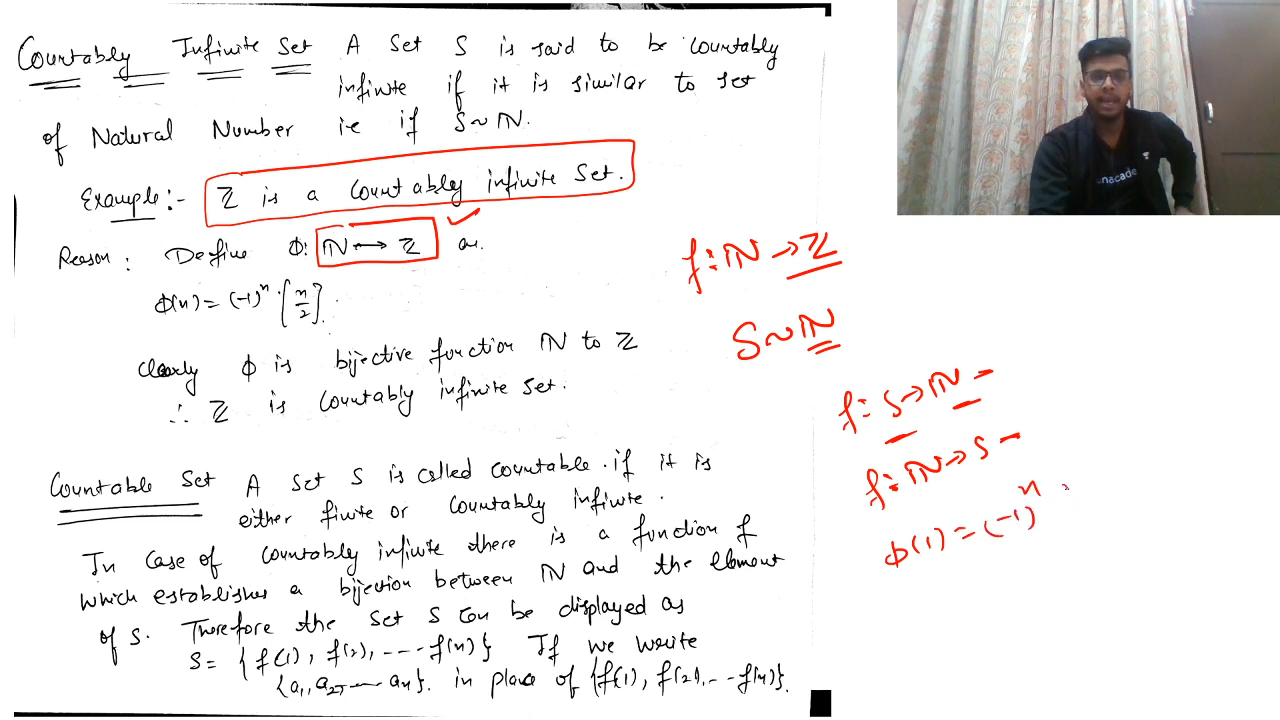 Countably Infinite Set A Set S is said to be countably
infinite if it is similar to set
of Natural Number ie if S~ℕ.
Example:- ℤ is a Countably infinite Set.
Reason: Define Φ: ℕ ⟼ ℤ as.
ϕ(n) = (-1)ⁿ . [n/2].
Clearly ϕ is bijective function ℕ to ℤ
∴ ℤ is countably infinite set.
Countable Set A Set S is called countable. if it is
either finite or countably infinite.
In Case of countably infinite there is a function f
which establishes a bijection between ℕ and the element
of S. Therefore the Set S can be displayed as
S = {f(1), f(2), ---- f(n)} If we write
{a₁, a₂, --- aₙ}. in place of {f(1), f(2), -- f(n)}.
f: ℕ → ℤ
S~ℕ
f: S → ℕ -
f: ℕ → S -
ϕ(1) = (-1)ⁿ
nacade